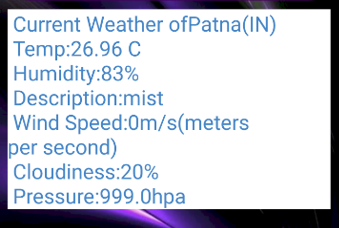 Current Weather ofPatna(IN)
Temp:26.96 C
Humidity:83%
Description:mist
Wind Speed:0m/s(meters
per second)
Cloudiness:20%
Pressure:999.0hpa